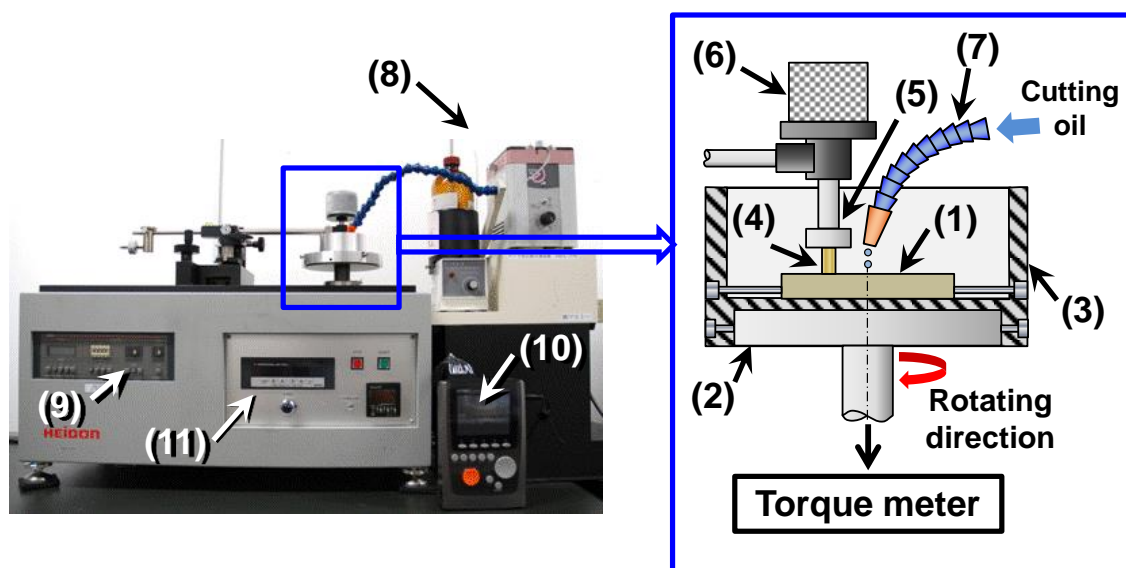 (8)
(9)
HEIDON
(11)
(10)
(6)
(5)
(7)
Cutting
oil
(4)
(1)
(3)
(2)
Rotating
direction
Torque meter